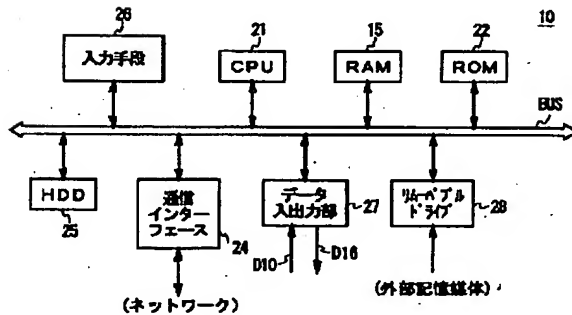 10
26
入力手段
21
CPU
15
RAM
22
ROM
BUS
HDD
25
通信
インター
フェース
24
(ネットワーク)
データ
入出力部
27
D10
D16
リムーバブル
ドライブ
28
(外部記憶媒体)